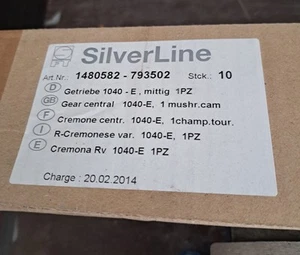 SilverLine
Art Nr.: 1480582 - 793502 Stck.: 10
D Getriebe 1040 - E , mittig 1PZ
GB Gear central 1040-E, 1 mushr.cam
F Cremone centr. 1040-E, 1champ.tour.
I R-Cremonese var. 1040-E, 1PZ
E Cremona Rv 1040-E 1PZ
Charge : 20.02.2014